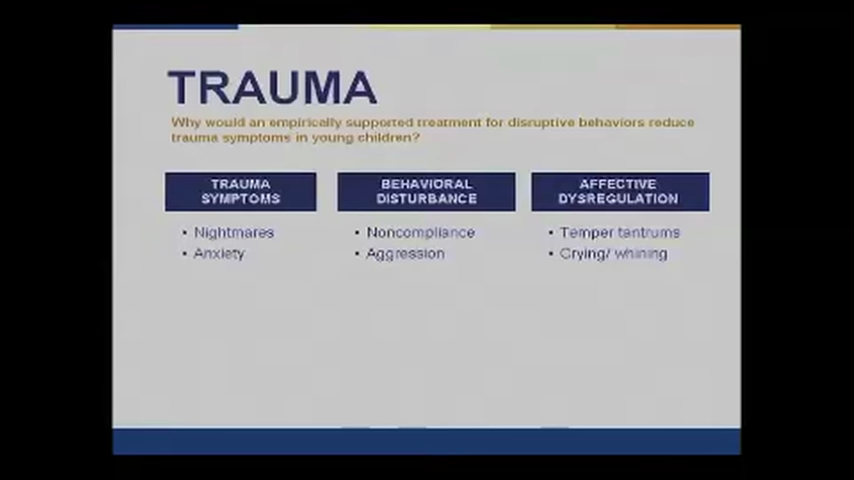 TRAUMA
Why would an empirically supported treatment for disruptive behaviors reduce
trauma symptoms in young children?
TRAUMA
SYMPTOMS
• Nightmares
• Anxiety
BEHAVIORAL
DISTURBANCE
• Noncompliance
• Aggression
AFFECTIVE
DYSREGULATION
• Temper tantrums
• Crying/ whining